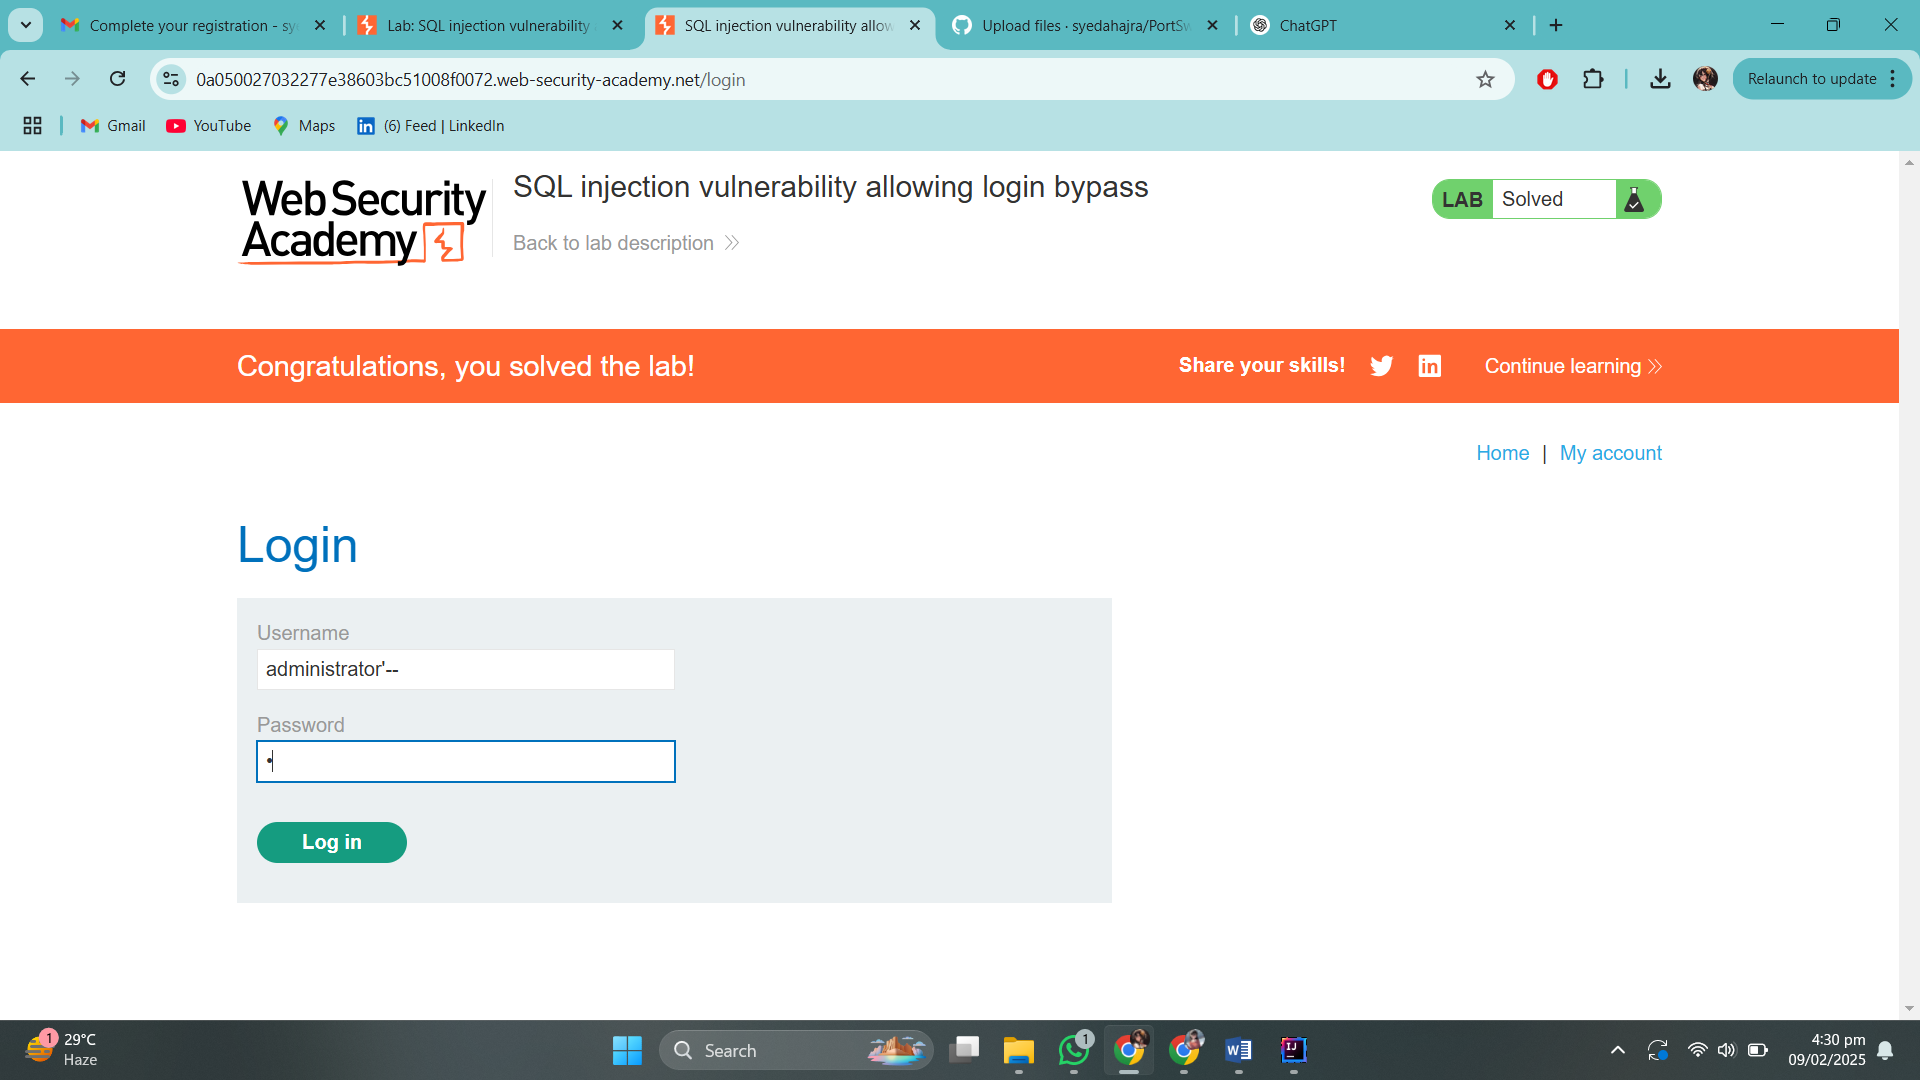 Complete your registration - sy
Lab: SQL injection vulnerability
SQL injection vulnerability allow
Upload files · syedahajra/PortSw
ChatGPT
0a050027032277e38603bc51008f0072.web-security-academy.net/login
Relaunch to update
Gmail
YouTube
Maps
(6) Feed | LinkedIn
Web Security
Academy
SQL injection vulnerability allowing login bypass
Back to lab description
LAB
Solved
Congratulations, you solved the lab!
Share your skills!
Continue learning
Home | My account
Login
Username
administrator'--
Password
Log in
1
29°C
Haze
Search
1
4:30 pm
09/02/2025